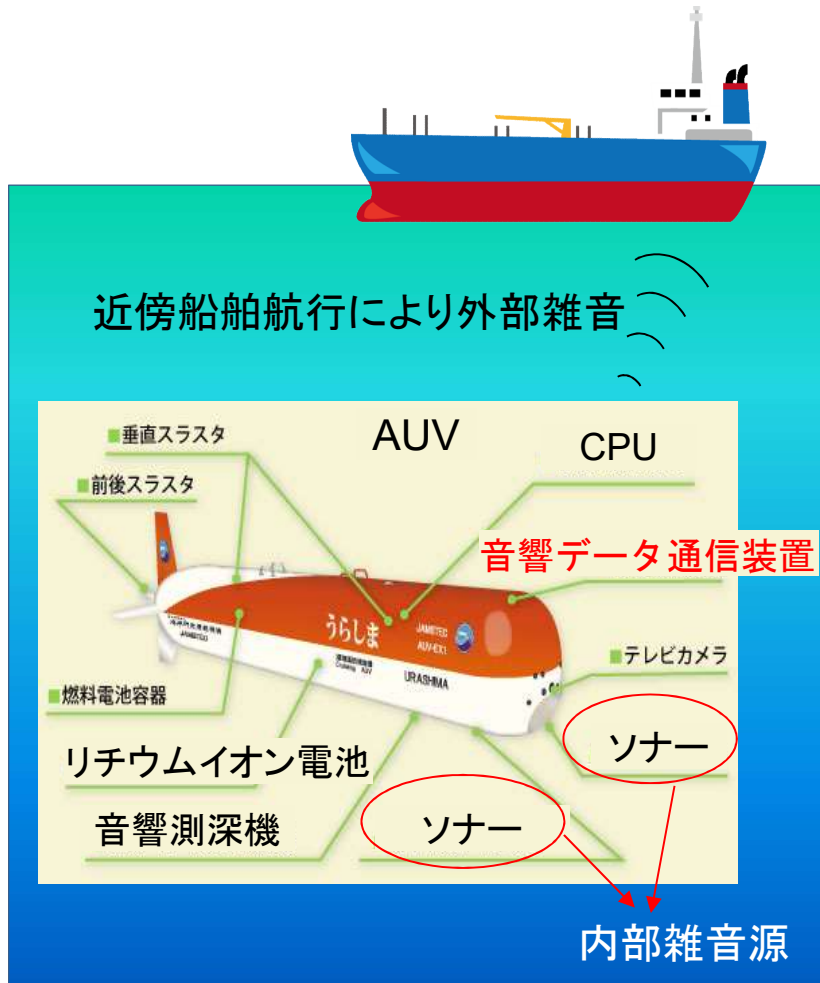 近傍船舶航行により外部雑音
AUV
CPU
■垂直スラスタ
■前後スラスタ
音響データ通信装置
うらしま
JAMSTEC
AUV-EX1
URASHIMA
JAMSTEC
■テレビカメラ
■燃料電池容器
ソナー
リチウムイオン電池
音響測深機
ソナー
内部雑音源